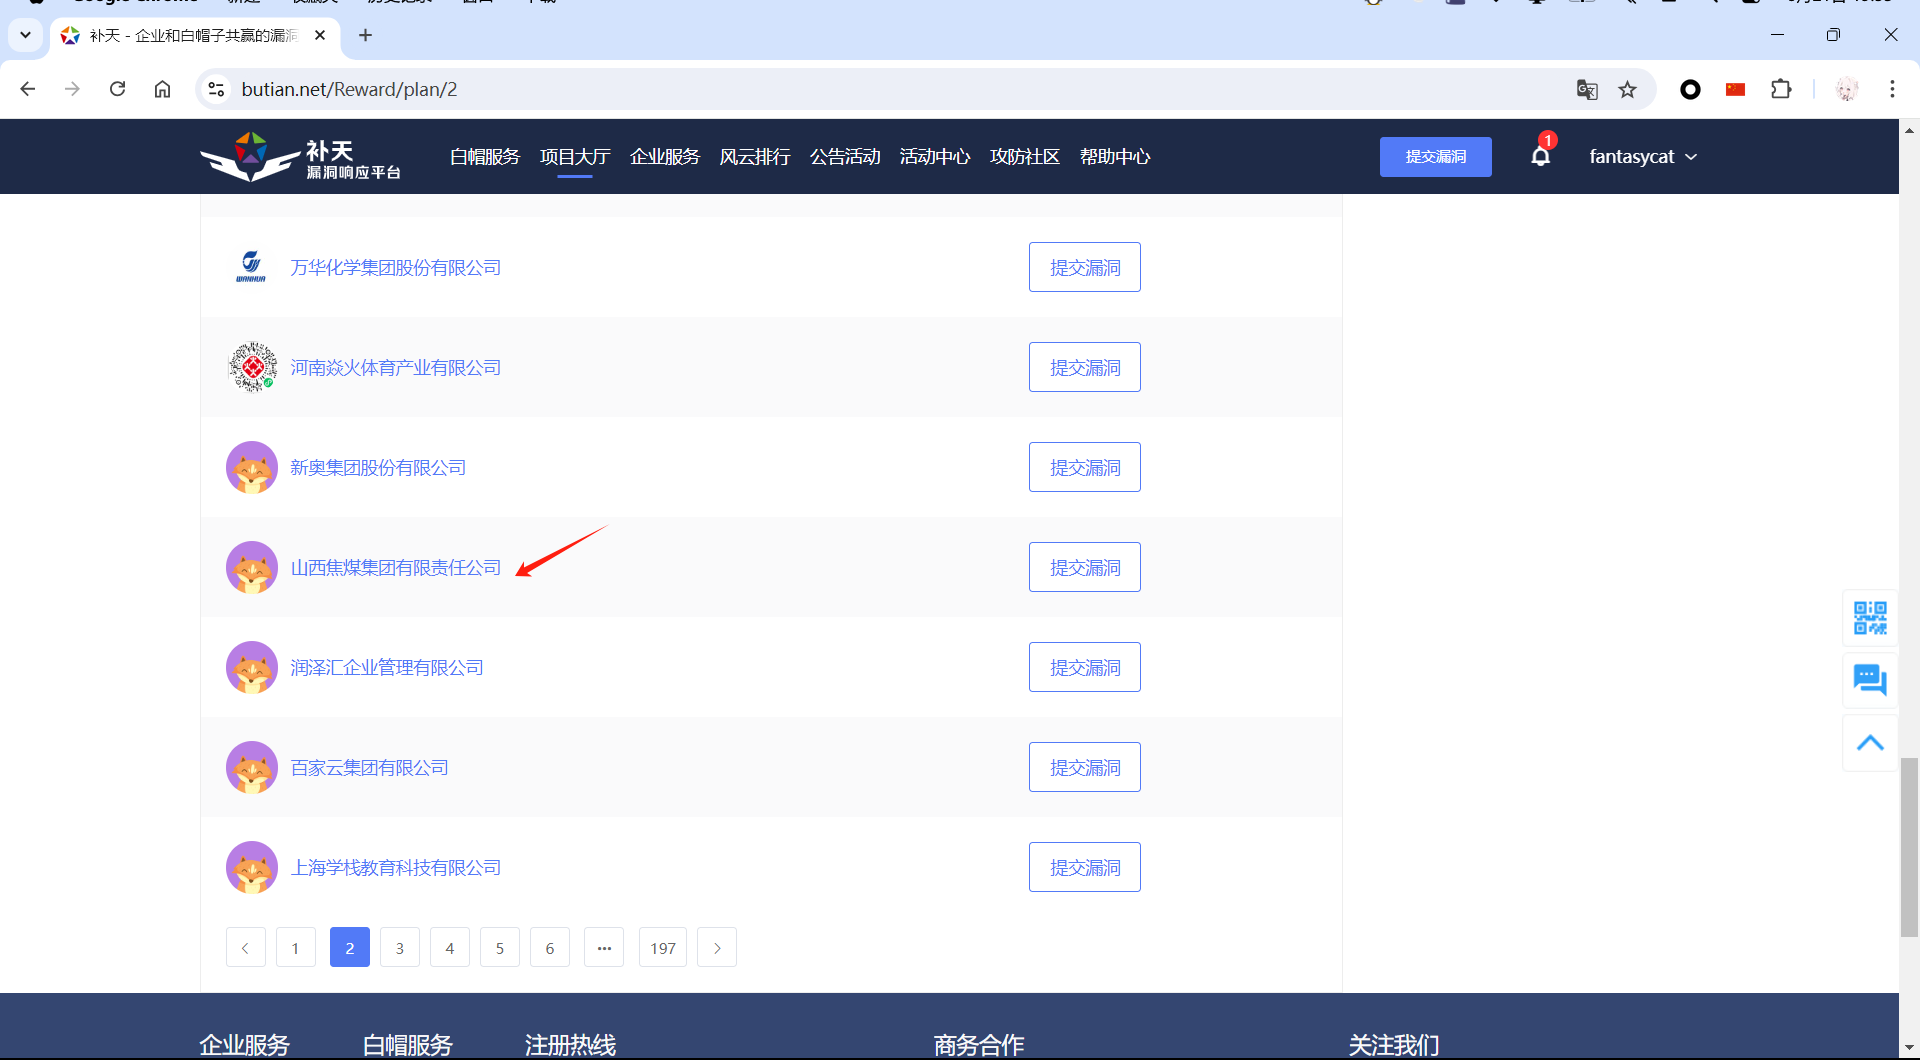 补天 - 企业和白帽子共赢的漏洞
butian.net/Reward/plan/2
补天
漏洞响应平台
白帽服务 项目大厅 企业服务 风云排行 公告活动 活动中心 攻防社区 帮助中心
提交漏洞
1
fantasycat
WANHUA
万华化学集团股份有限公司
提交漏洞
河南焱火体育产业有限公司
提交漏洞
新奥集团股份有限公司
提交漏洞
山西焦煤集团有限责任公司
提交漏洞
润泽汇企业管理有限公司
提交漏洞
百家云集团有限公司
提交漏洞
上海学栈教育科技有限公司
提交漏洞
1 2 3 4 5 6 ··· 197
企业服务 白帽服务 注册热线 商务合作 关注我们